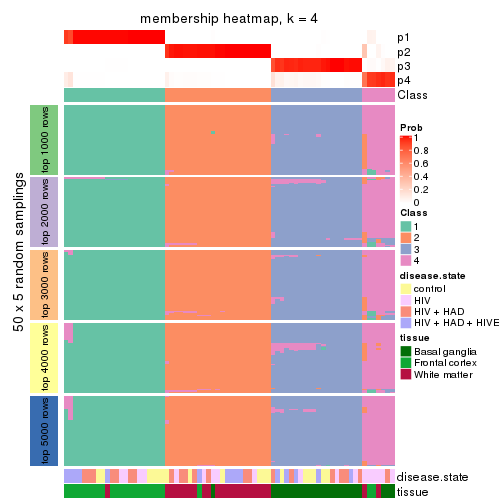 membership heatmap, k = 4
p1
p2
p3
p4
Class
50 x 5 random samplings
top 1000 rows
top 2000 rows
top 3000 rows
top 4000 rows
top 5000 rows
disease.state
tissue
Prob
1
0.8
0.6
0.4
0.2
0
Class
1
2
3
4
disease.state
control
HIV
HIV + HAD
HIV + HAD + HIVE
tissue
Basal ganglia
Frontal cortex
White matter